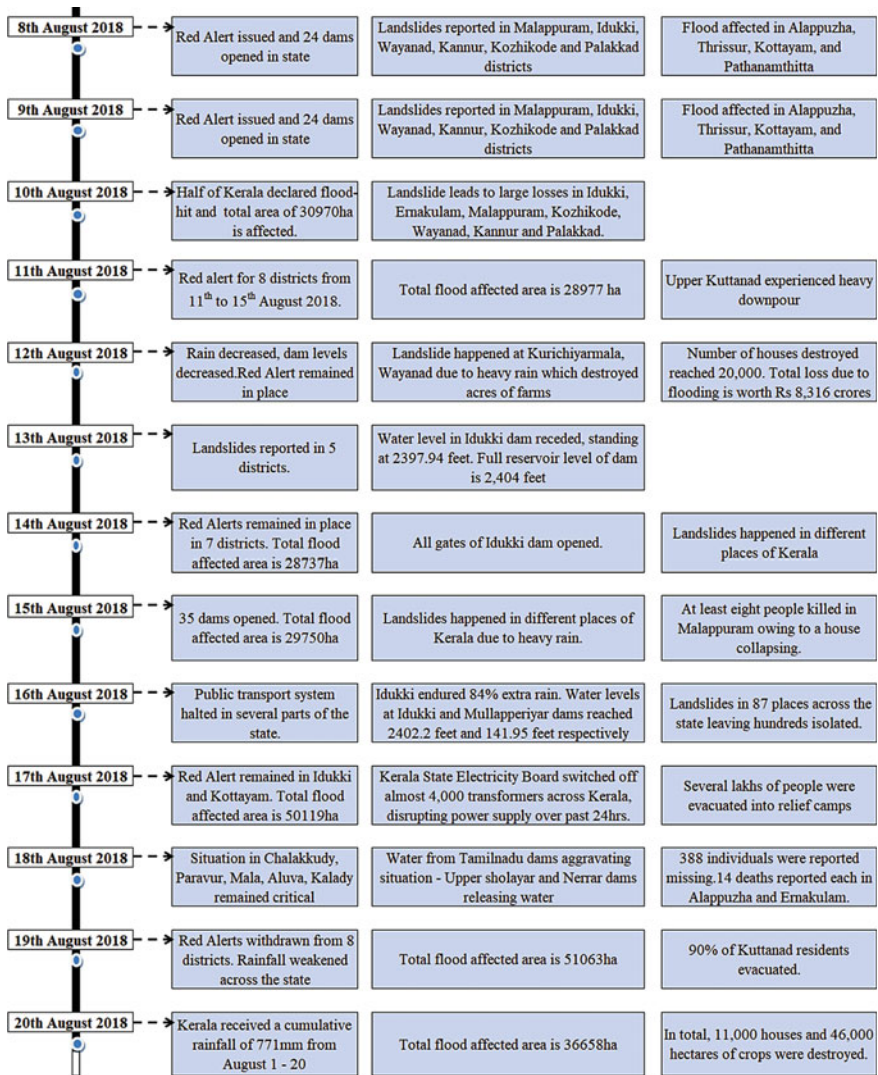 8th August 2018
Red Alert issued and 24 dams
opened in state
Landslides reported in Malappuram, Idukki,
Wayanad, Kannur, Kozhikode and Palakkad
districts
Flood affected in Alappuzha,
Thrissur, Kottayam, and
Pathanamthitta
9th August 2018
Red Alert issued and 24 dams
opened in state
Landslides reported in Malappuram, Idukki,
Wayanad, Kannur, Kozhikode and Palakkad
districts
Flood affected in Alappuzha,
Thrissur, Kottayam, and
Pathanamthitta
10th August 2018
Half of Kerala declared flood-
hit and total area of 30970ha
is affected.
Landslide leads to large losses in Idukki,
Ernakulam, Malappuram, Kozhikode,
Wayanad, Kannur and Palakkad.
11th August 2018
Red alert for 8 districts from
11th to 15th August 2018.
Total flood affected area is 28977 ha
Upper Kuttanad experienced heavy
downpour
12th August 2018
Rain decreased, dam levels
decreased.Red Alert remained
in place
Landslide happened at Kurichiyarmala,
Wayanad due to heavy rain which destroyed
acres of farms
Number of houses destroyed
reached 20,000. Total loss due to
flooding is worth Rs 8,316 crores
13th August 2018
Landslides reported in 5
districts.
Water level in Idukki dam receded, standing
at 2397.94 feet. Full reservoir level of dam
is 2,404 feet
14th August 2018
Red Alerts remained in place
in 7 districts. Total flood
affected area is 28737ha
All gates of Idukki dam opened.
Landslides happened in different
places of Kerala
15th August 2018
35 dams opened. Total flood
affected area is 29750ha
Landslides happened in different places of
Kerala due to heavy rain.
At least eight people killed in
Malappuram owing to a house
collapsing.
16th August 2018
Public transport system
halted in several parts of the
state.
Idukki endured 84% extra rain. Water levels
at Idukki and Mullapperiyar dams reached
2402.2 feet and 141.95 feet respectively
Landslides in 87 places across the
state leaving hundreds isolated.
17th August 2018
Red Alert remained in Idukki
and Kottayam. Total flood
affected area is 50119ha
Kerala State Electricity Board switched off
almost 4,000 transformers across Kerala,
disrupting power supply over past 24hrs.
Several lakhs of people were
evacuated into relief camps
18th August 2018
Situation in Chalakkudy,
Paravur, Mala, Aluva, Kalady
remained critical
Water from Tamilnadu dams aggravating
situation - Upper sholayar and Nerrar dams
releasing water
388 individuals were reported
missing.14 deaths reported each in
Alappuzha and Ernakulam.
19th August 2018
Red Alerts withdrawn from 8
districts. Rainfall weakened
across the state
Total flood affected area is 51063ha
90% of Kuttanad residents
evacuated.
20th August 2018
Kerala received a cumulative
rainfall of 771mm from
August 1 - 20
Total flood affected area is 36658ha
In total, 11,000 houses and 46,000
hectares of crops were destroyed.